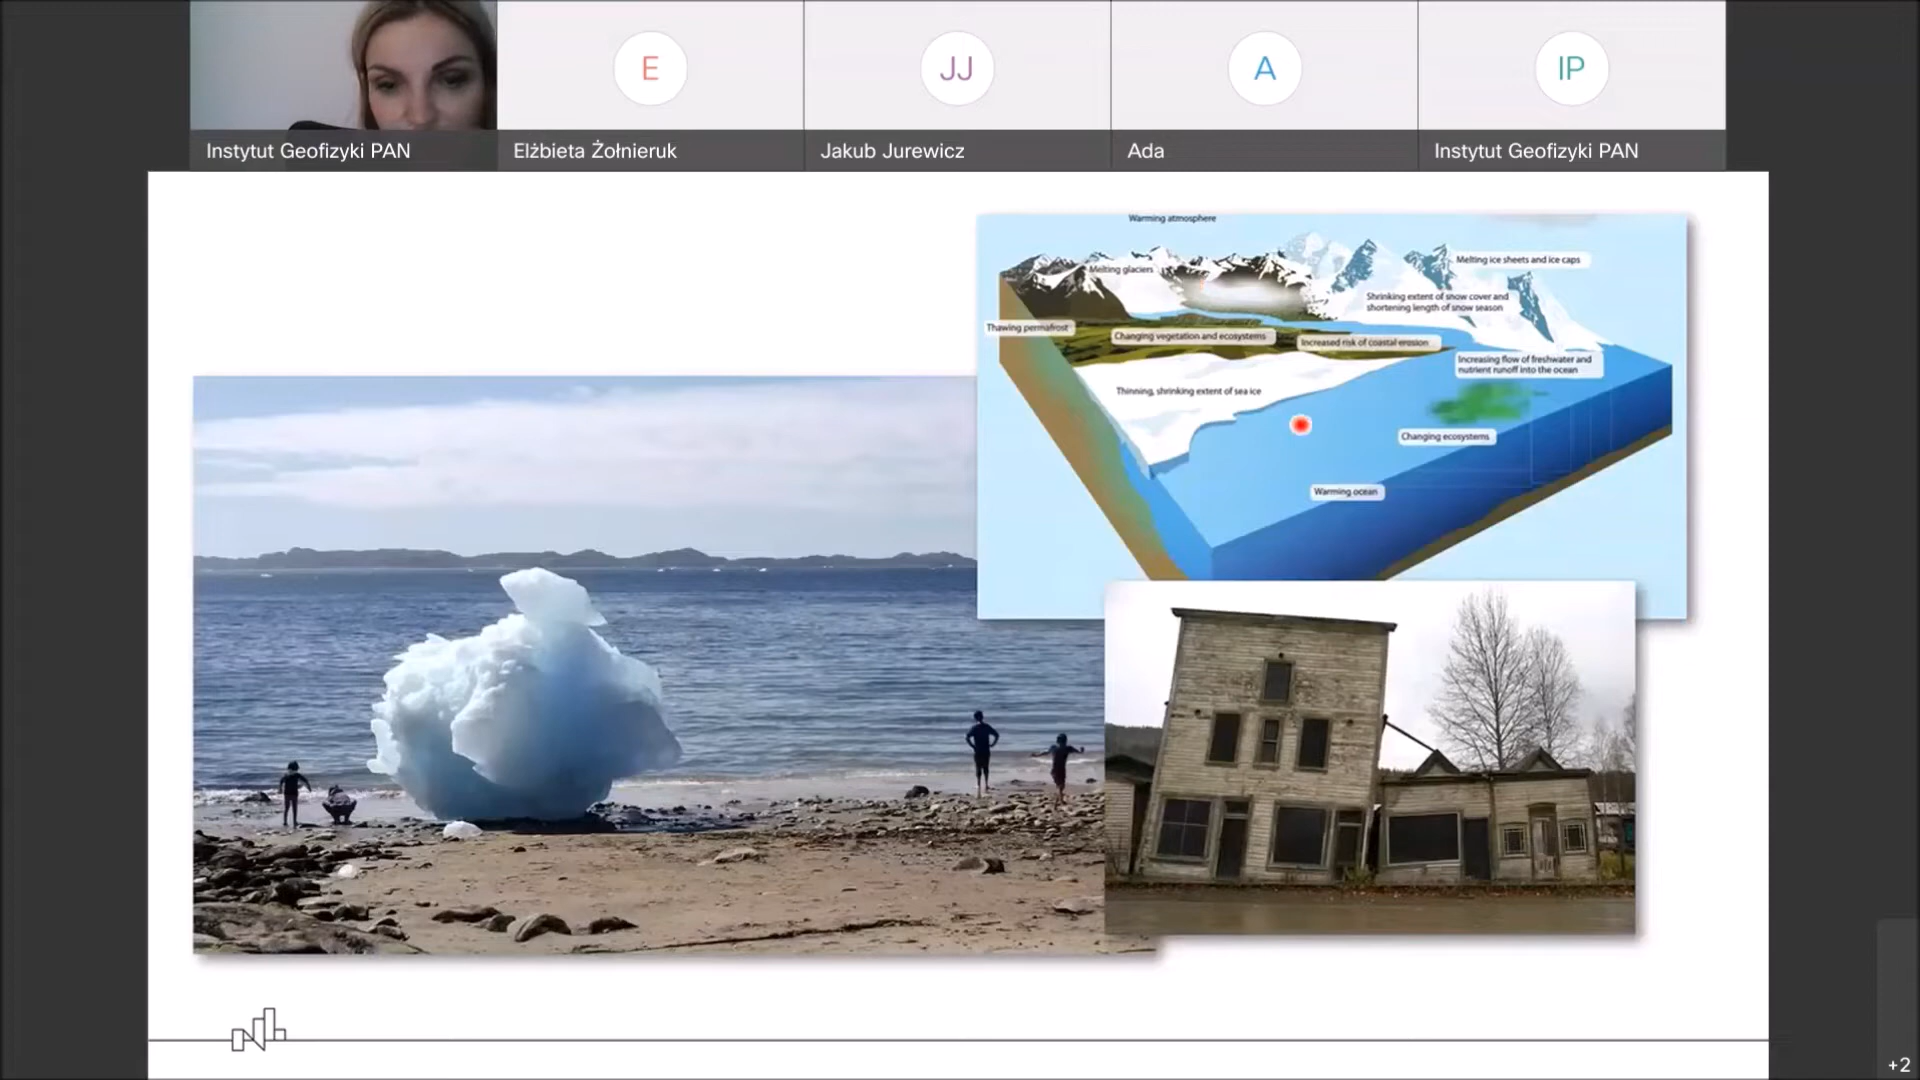 E
JJ
A
IP
Instytut Geofizyki PAN
Elżbieta Żołnieruk
Jakub Jurewicz
Ada
Instytut Geofizyki PAN
Warming atmosphere
Melting glaciers
Melting ice sheets and ice caps
Shrinking extent of snow cover and
shortening length of snow season
Thawing permafrost
Changing vegetation and ecosystems
Increased risk of coastal erosion
Increasing flow of freshwater and
nutrient runoff into the ocean
Thinning, shrinking extent of sea ice
Changing ecosystems
Warming ocean
+2